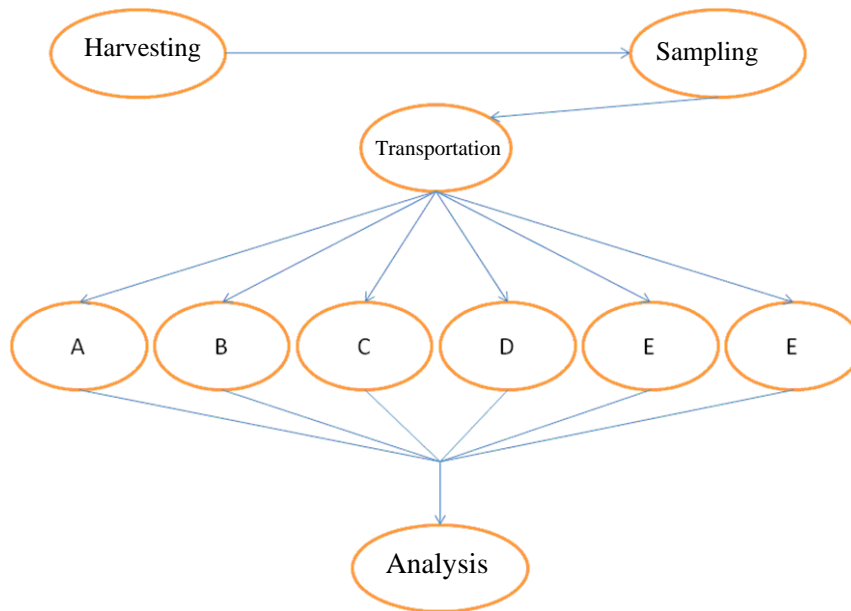 Harvesting
Sampling
Transportation
A
B
C
D
E
E
Analysis